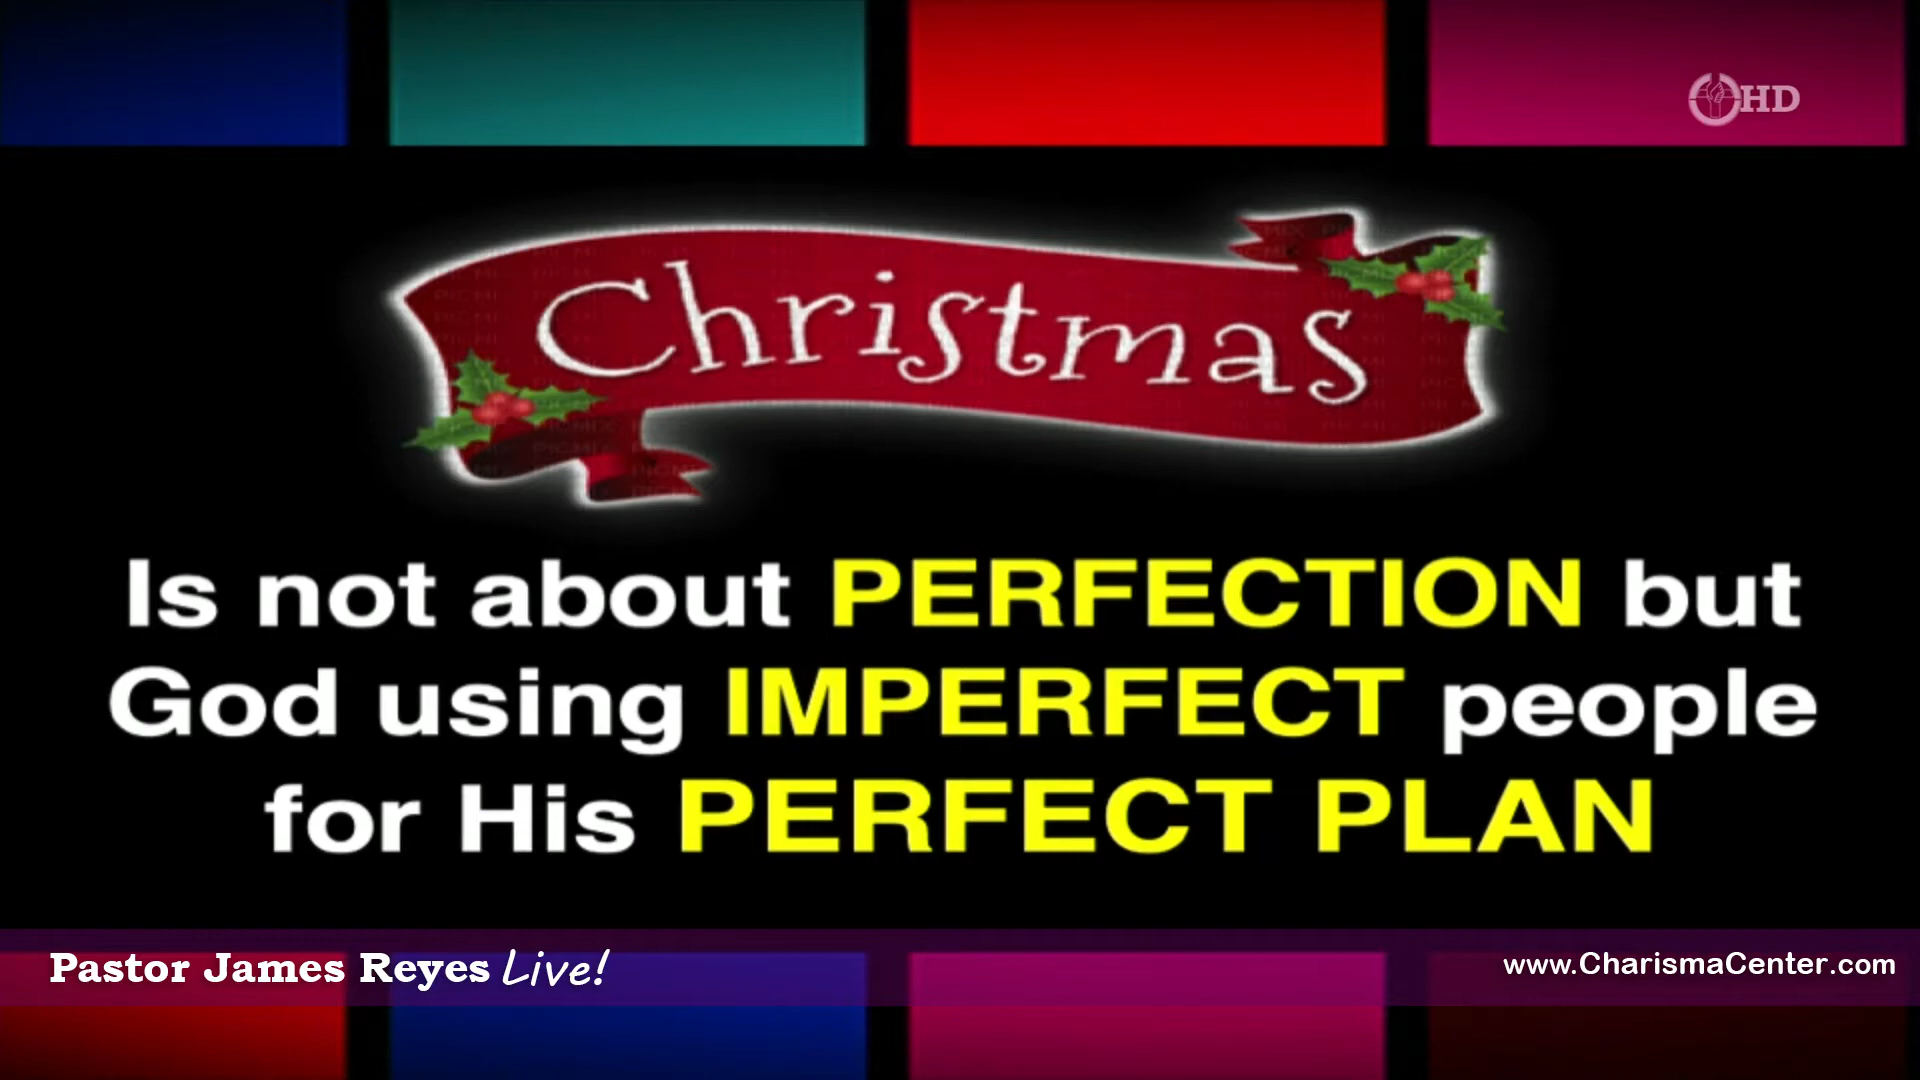 HD
Christmas
Is not about PERFECTION but
God using IMPERFECT people
for His PERFECT PLAN
Pastor James Reyes Live!
www.CharismaCenter.com